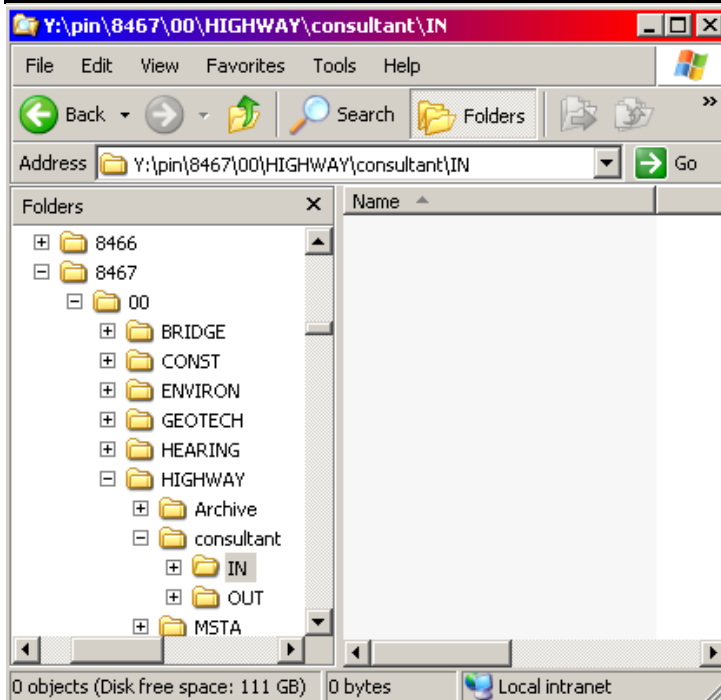 Y:\pin\8467\00\HIGHWAY\consultant\IN
File Edit View Favorites Tools Help
Back Search Folders »
Address Y:\pin\8467\00\HIGHWAY\consultant\IN Go
Folders
Name
8466
8467
00
BRIDGE
CONST
ENVIRON
GEOTECH
HEARING
HIGHWAY
Archive
consultant
IN
OUT
MSTA
0 objects (Disk free space: 111 GB) 0 bytes Local intranet